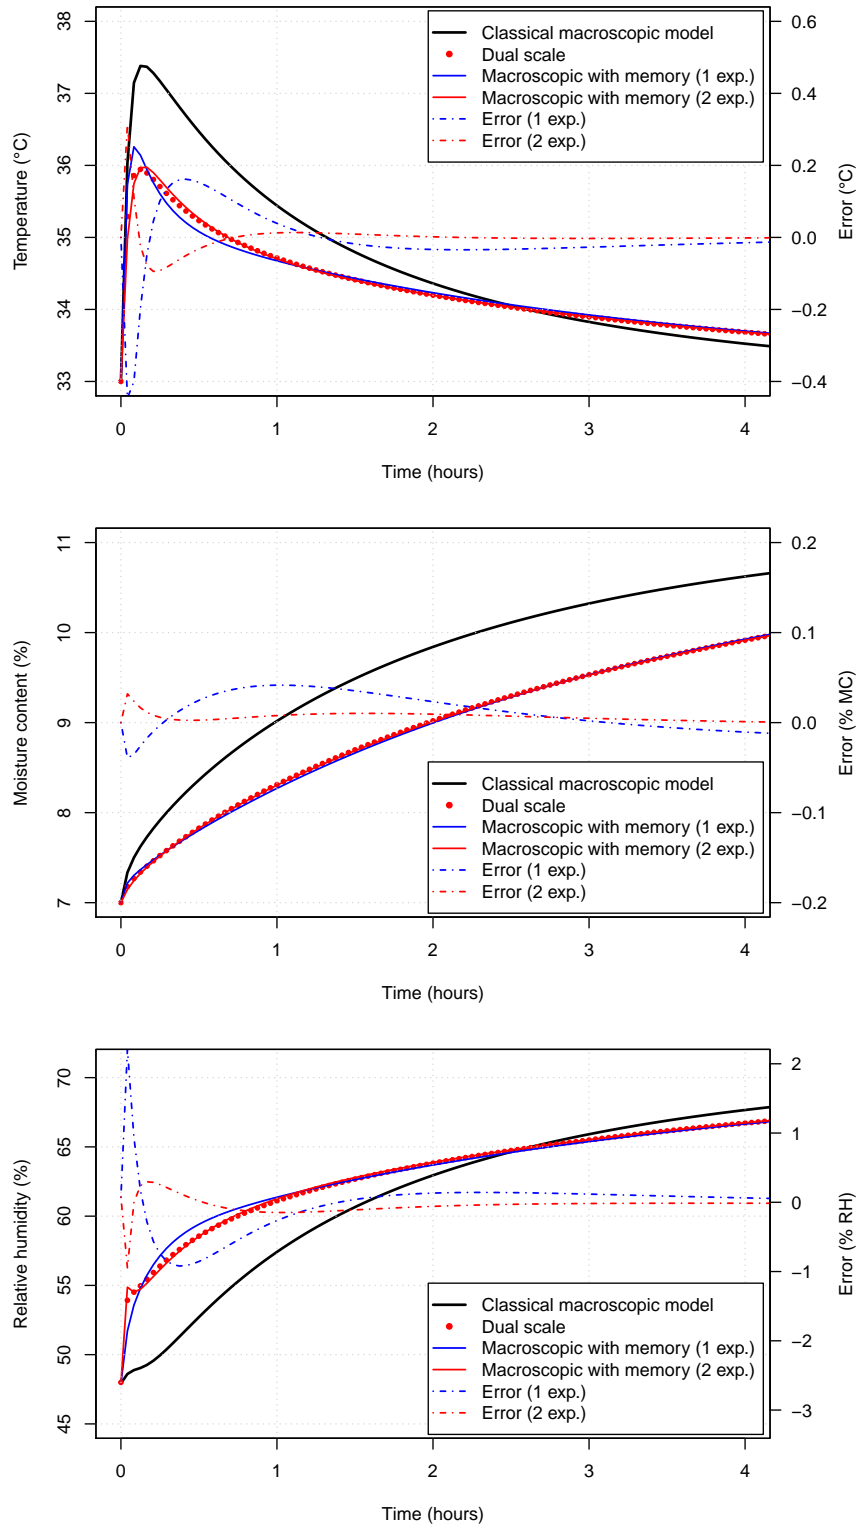 38
37
36
35
34
33
Temperature (°C)
0.6
0.4
0.2
0.0
−0.2
−0.4
Error (°C)
Classical macroscopic model
Dual scale
Macroscopic with memory (1 exp.)
Macroscopic with memory (2 exp.)
Error (1 exp.)
Error (2 exp.)
0 1 2 3 4
Time (hours)
11
10
9
8
7
Moisture content (%)
0.2
0.1
0.0
−0.1
−0.2
Error (% MC)
Classical macroscopic model
Dual scale
Macroscopic with memory (1 exp.)
Macroscopic with memory (2 exp.)
Error (1 exp.)
Error (2 exp.)
0 1 2 3 4
Time (hours)
70
65
60
55
50
45
Relative humidity (%)
2
1
0
−1
−2
−3
Error (% RH)
Classical macroscopic model
Dual scale
Macroscopic with memory (1 exp.)
Macroscopic with memory (2 exp.)
Error (1 exp.)
Error (2 exp.)
0 1 2 3 4
Time (hours)